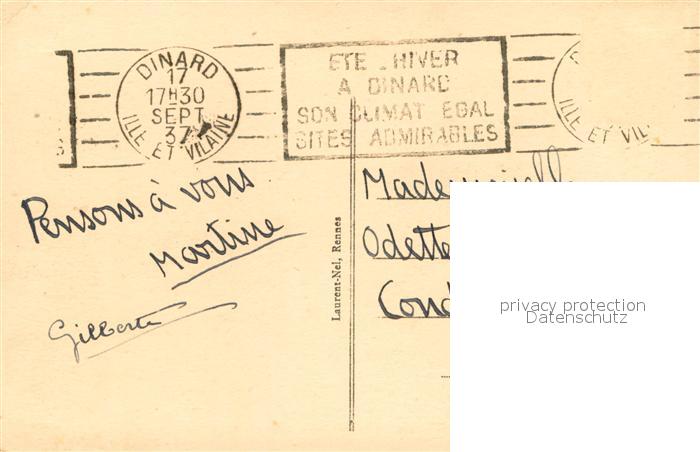 DINARD
17
17H30
SEPT
37
ILLE ET VILAINE
ETE - HIVER
A DINARD
SON CLIMAT EGAL
SITES ADMIRABLES
ILLE ET VIL
Pensons à vous
Martine
Gilberte
Laurent-Nel, Rennes
Mademoiselle
Odette
Cond
privacy protection
Datenschutz